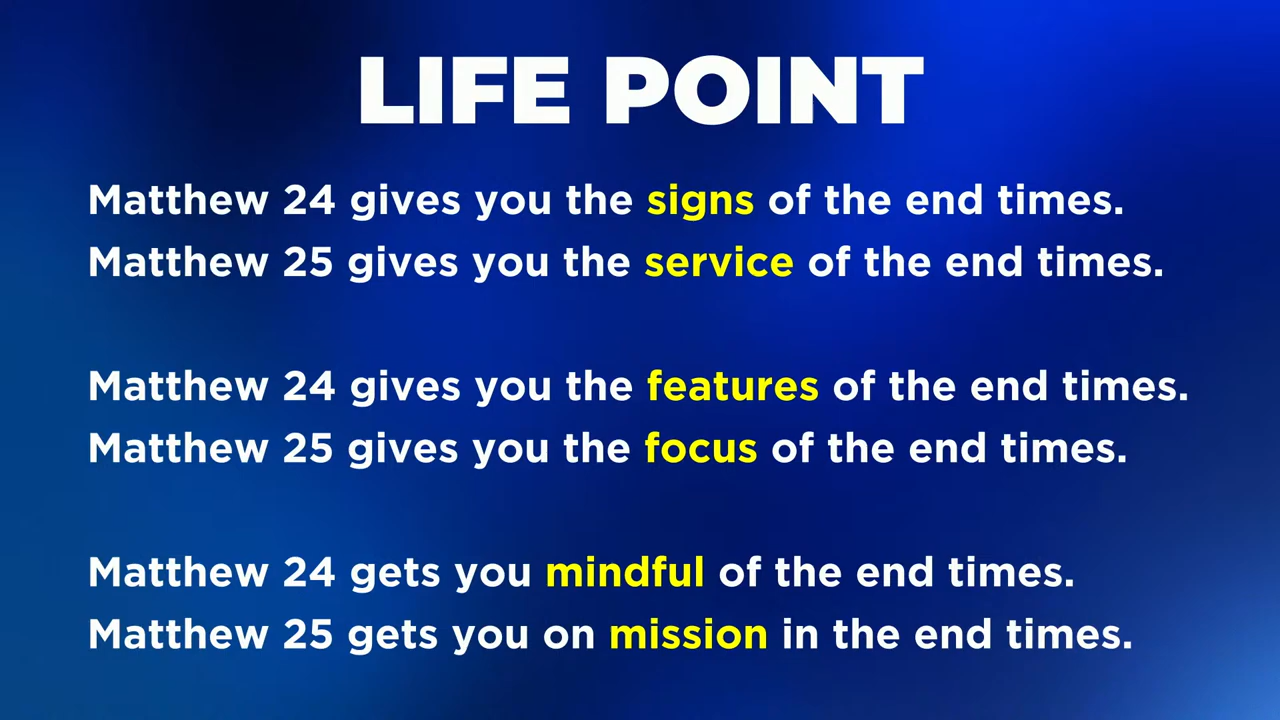 LIFE POINT
Matthew 24 gives you the signs of the end times.
Matthew 25 gives you the service of the end times.
Matthew 24 gives you the features of the end times.
Matthew 25 gives you the focus of the end times.
Matthew 24 gets you mindful of the end times.
Matthew 25 gets you on mission in the end times.